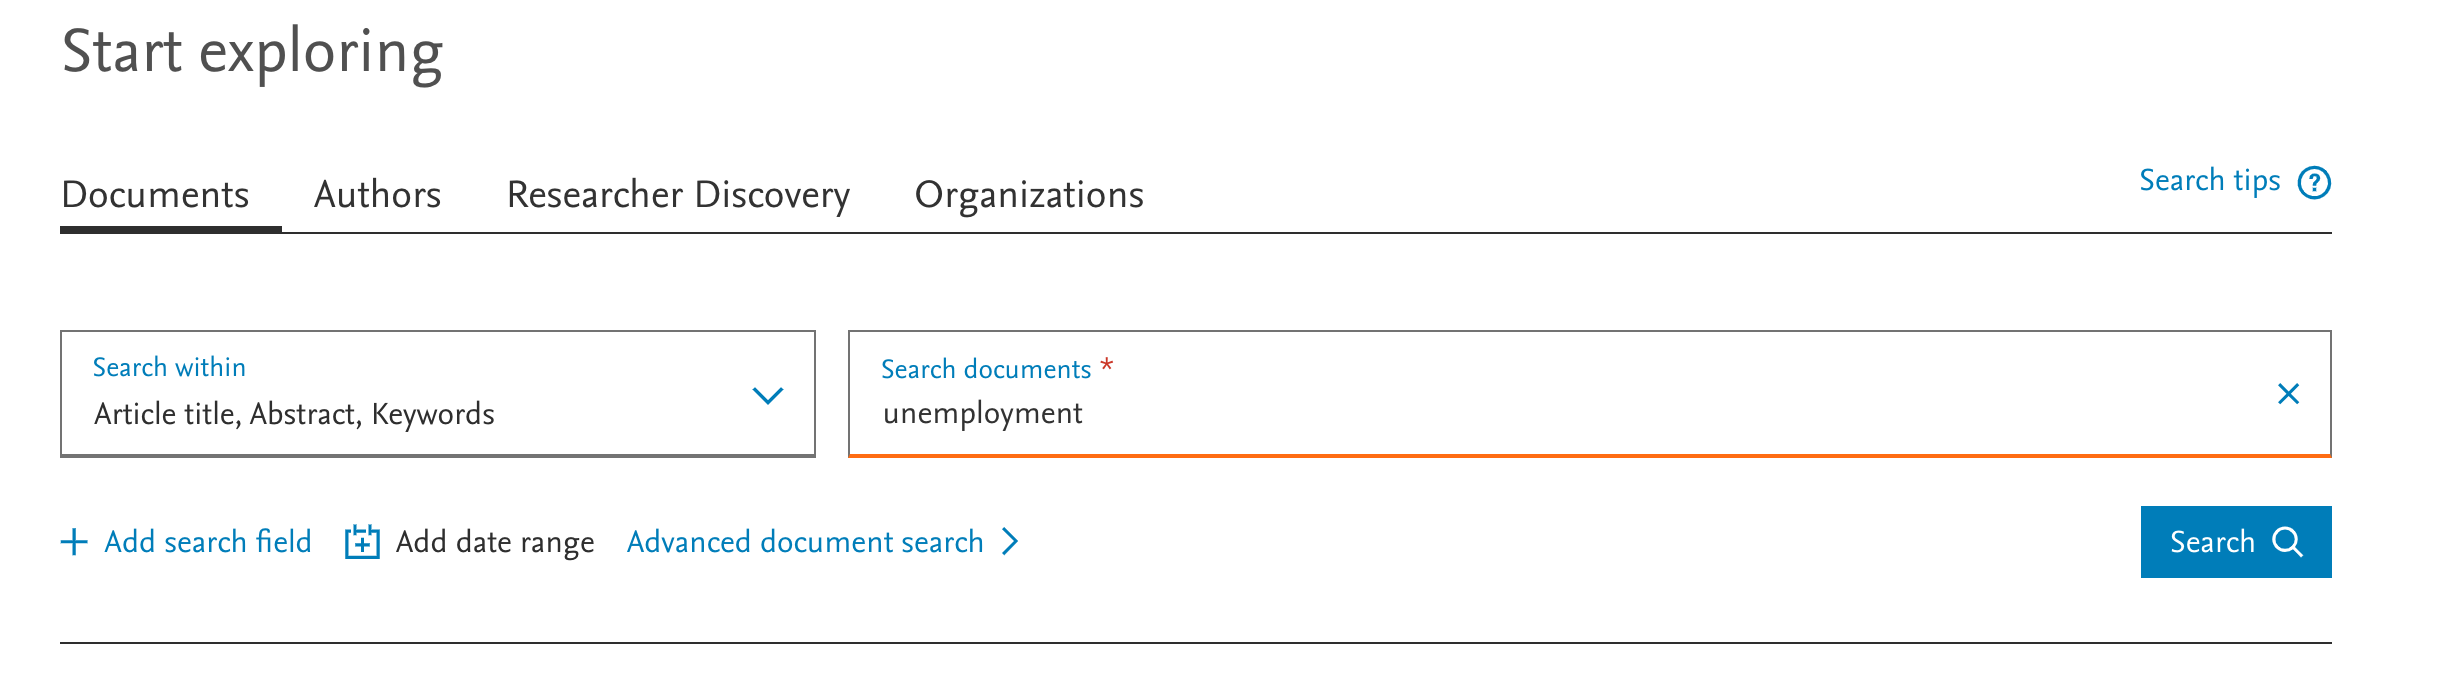 Start exploring
Documents Authors Researcher Discovery Organizations Search tips ?
Search within
Article title, Abstract, Keywords
Search documents *
unemployment
Add search field Add date range Advanced document search
Search